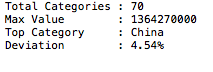 Total Categories : 70
Max Value        : 1364270000
Top Category     : China
Deviation        : 4.54%